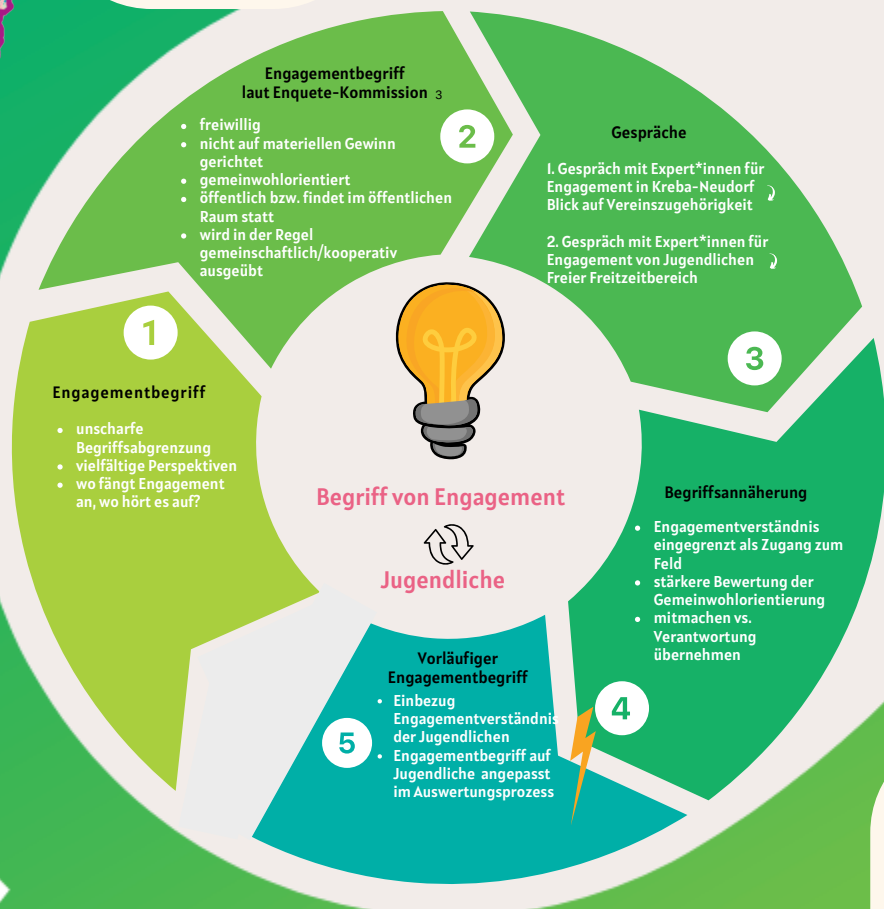 1
Engagementbegriff
• unscharfe
Begriffsabgrenzung
• vielfältige Perspektiven
• wo fängt Engagement
an, wo hört es auf?
Engagementbegriff
laut Enquete-Kommission 3
2
• freiwillig
• nicht auf materiellen Gewinn
gerichtet
• gemeinwohlorientiert
• öffentlich bzw. findet im öffentlichen
Raum statt
• wird in der Regel
gemeinschaftlich/kooperativ
ausgeübt
Gespräche
1. Gespräch mit Expert*innen für
Engagement in Kreba-Neudorf
Blick auf Vereinszugehörigkeit
2. Gespräch mit Expert*innen für
Engagement von Jugendlichen
Freier Freitzeitbereich
3
Begriffsannäherung
• Engagementverständnis
eingegrenzt als Zugang zum
Feld
• stärkere Bewertung der
Gemeinwohlorientierung
• mitmachen vs.
Verantwortung
übernehmen
4
Vorläufiger
Engagementbegriff
• Einbezug
Engagementverständnis
der Jugendlichen
• Engagementbegriff auf
Jugendliche angepasst
im Auswertungsprozess
5
Begriff von Engagement
Jugendliche